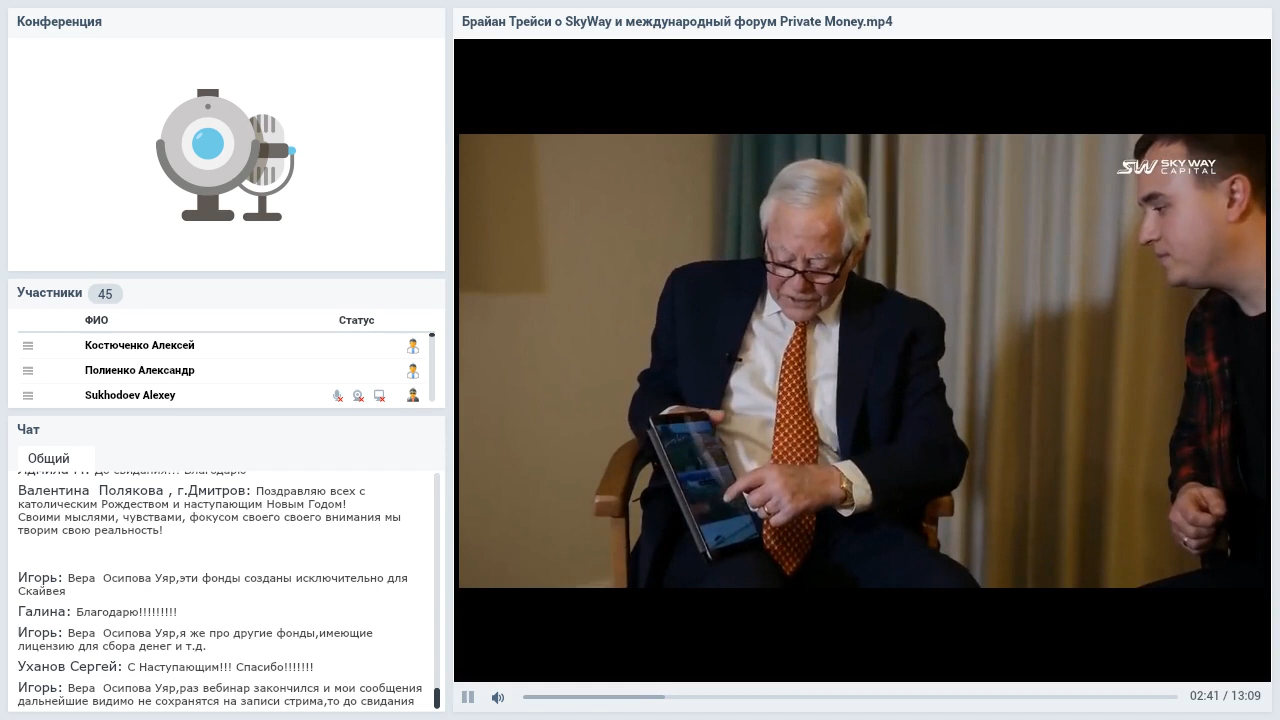 Конференция
Участники 45
ФИО Статус
Костюченко Алексей
Полиенко Александр
Sukhodoev Alexey
Чат
Общий
До свидания!!! Благодарю
Валентина Полякова , г.Дмитров: Поздравляю всех с
католическим Рождеством и наступающим Новым Годом!
Своими мыслями, чувствами, фокусом своего своего внимания мы
творим свою реальность!
Игорь: Вера Осипова Уяр,эти фонды созданы исключительно для
Скайвея
Галина: Благодарю!!!!!!!!!
Игорь: Вера Осипова Уяр,я же про другие фонды,имеющие
лицензию для сбора денег и т.д.
Уханов Сергей: С Наступающим!!! Спасибо!!!!!!!
Игорь: Вера Осипова Уяр,раз вебинар закончился и мои сообщения
дальнейшие видимо не сохранятся на записи стрима,то до свидания
Брайан Трейси о SkyWay и международный форум Private Money.mp4
SW SKY WAY
CAPITAL
02:41 / 13:09